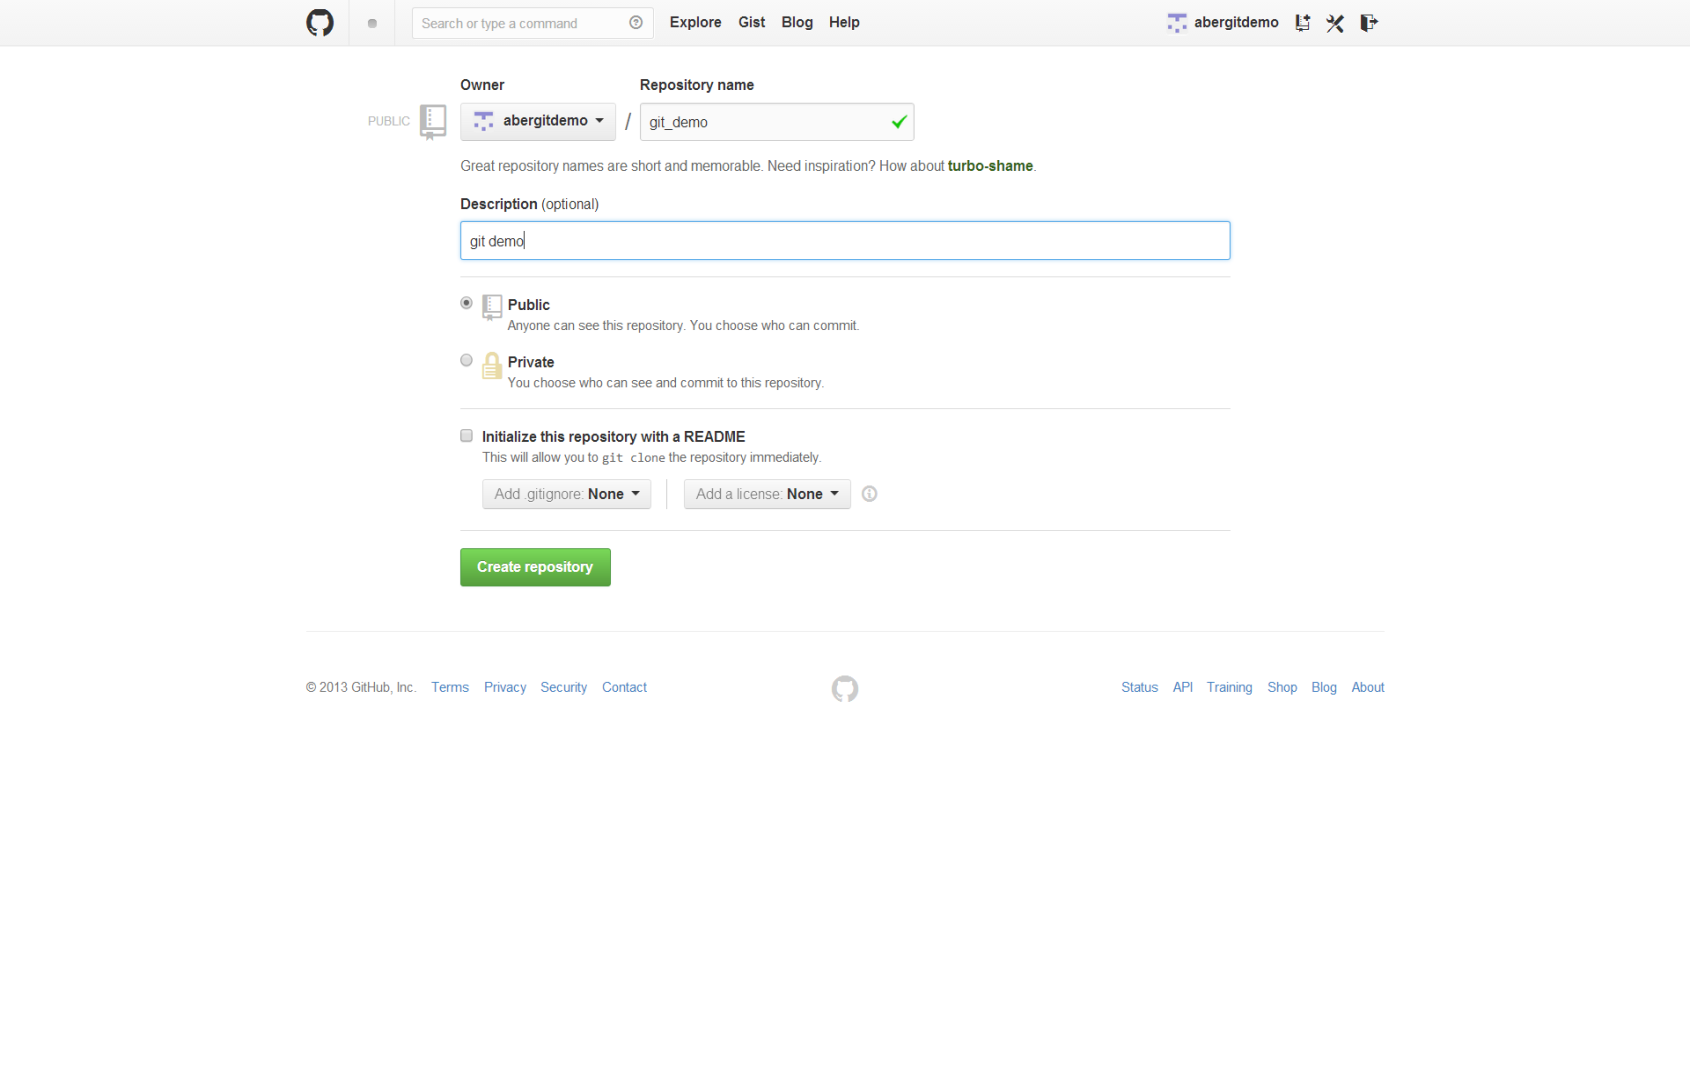 Search or type a command Explore Gist Blog Help abergitdemo
Owner Repository name
PUBLIC abergitdemo / git_demo
Great repository names are short and memorable. Need inspiration? How about turbo-shame.
Description (optional)
git demo
Public
Anyone can see this repository. You choose who can commit.
Private
You choose who can see and commit to this repository.
Initialize this repository with a README
This will allow you to git clone the repository immediately.
Add .gitignore: None Add a license: None
Create repository
© 2013 GitHub, Inc. Terms Privacy Security Contact Status API Training Shop Blog About